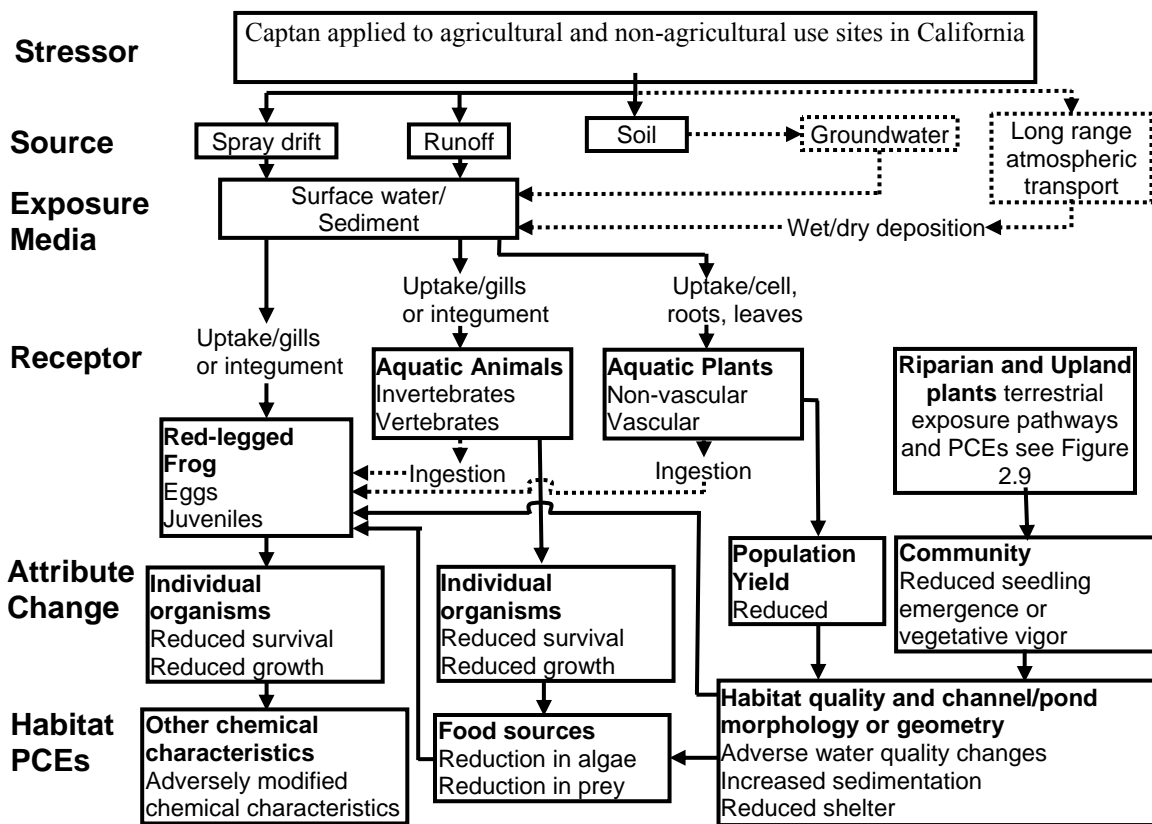 Stressor
Captan applied to agricultural and non-agricultural use sites in California
Source
Spray drift
Runoff
Soil
Groundwater
Long range
atmospheric
transport
Exposure
Media
Surface water/
Sediment
Wet/dry deposition
Uptake/gills
or integument
Uptake/cell,
roots, leaves
Uptake/gills
or integument
Receptor
Aquatic Animals
Invertebrates
Vertebrates
Aquatic Plants
Non-vascular
Vascular
Riparian and Upland
plants terrestrial
exposure pathways
and PCEs see Figure
2.9
Red-legged
Frog
Eggs
Juveniles
Ingestion
Ingestion
Attribute
Change
Individual
organisms
Reduced survival
Reduced growth
Individual
organisms
Reduced survival
Reduced growth
Population
Yield
Reduced
Community
Reduced seedling
emergence or
vegetative vigor
Habitat
PCEs
Other chemical
characteristics
Adversely modified
chemical characteristics
Food sources
Reduction in algae
Reduction in prey
Habitat quality and channel/pond
morphology or geometry
Adverse water quality changes
Increased sedimentation
Reduced shelter